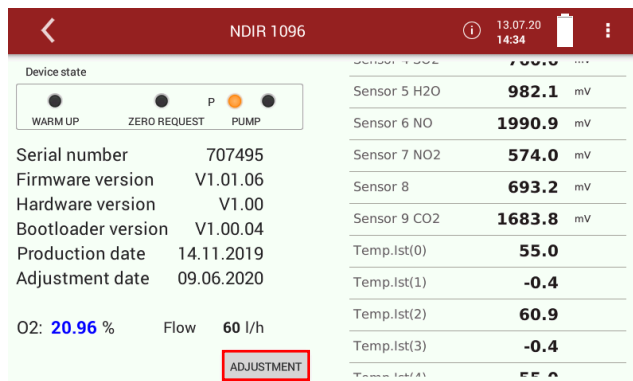 NDIR 1096
13.07.20
14:34
Device state
P
WARM UP ZERO REQUEST PUMP
Serial number 707495
Firmware version V1.01.06
Hardware version V1.00
Bootloader version V1.00.04
Production date 14.11.2019
Adjustment date 09.06.2020
O2: 20.96 % Flow 60 l/h
ADJUSTMENT
Sensor 5 H2O 982.1 mV
Sensor 6 NO 1990.9 mV
Sensor 7 NO2 574.0 mV
Sensor 8 693.2 mV
Sensor 9 CO2 1683.8 mV
Temp.Ist(0) 55.0
Temp.Ist(1) -0.4
Temp.Ist(2) 60.9
Temp.Ist(3) -0.4